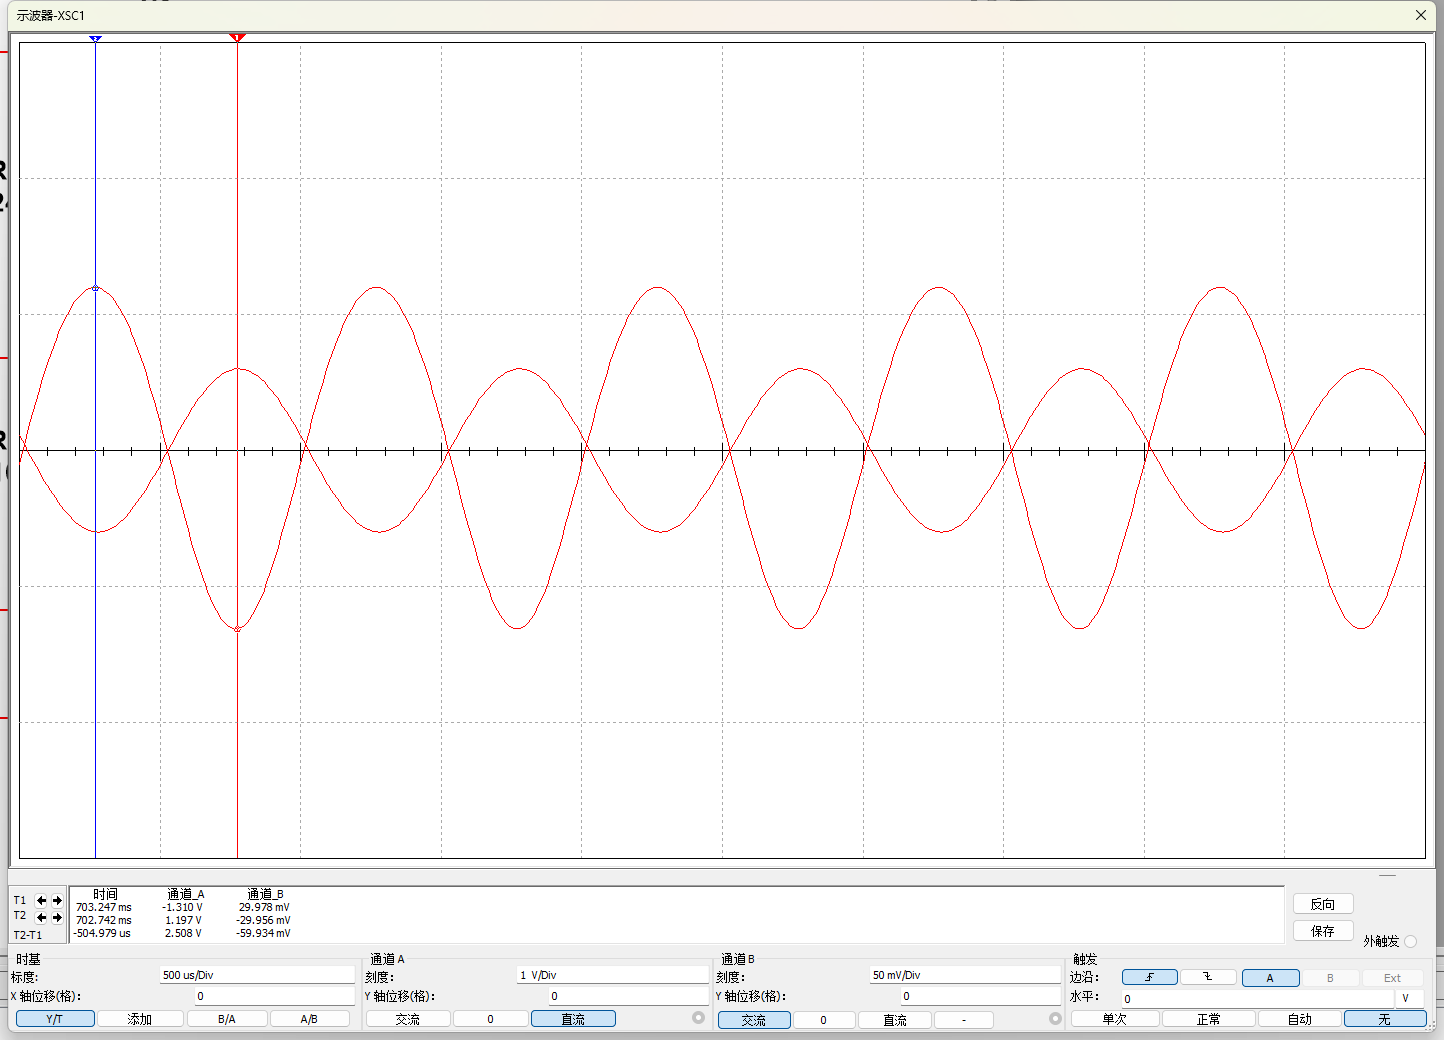 示波器-XSC1
2
1
R
2
R
时间 通道_A 通道_B
T1 703.247 ms -1.310 V 29.978 mV
T2 702.742 ms 1.197 V -29.956 mV
T2-T1 -504.979 us 2.508 V -59.934 mV
反向
保存
外触发
时基 通道 A 通道 B 触发
标度: 500 us/Div 刻度: 1 V/Div 刻度: 50 mV/Div 边沿: A B Ext
X 轴位移(格): 0 Y 轴位移(格): 0 Y 轴位移(格): 0 水平: 0 V
Y/T 添加 B/A A/B 交流 0 直流 交流 0 直流 - 单次 正常 自动 无